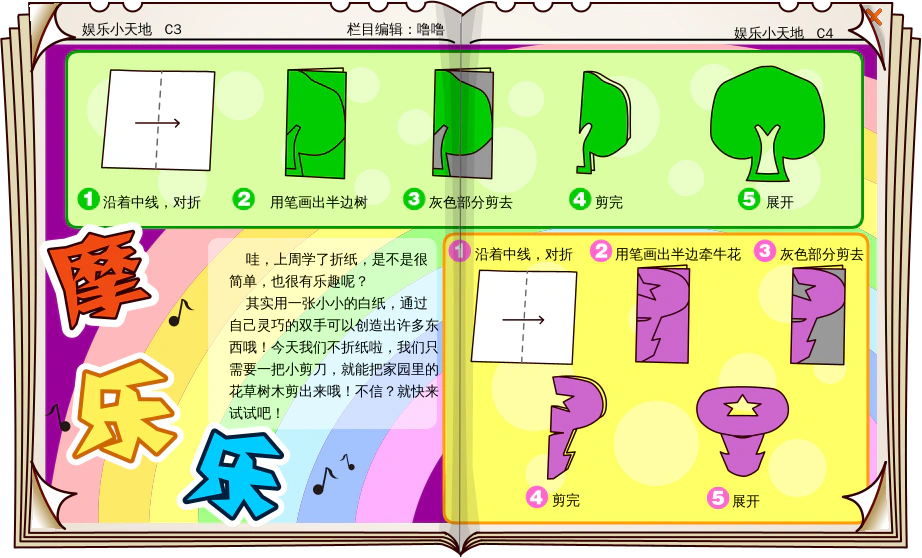 娱乐小天地 C3
栏目编辑：噜噜
娱乐小天地 C4
1 沿着中线，对折
2 用笔画出半边树
3 灰色部分剪去
4 剪完
5 展开
摩
乐
乐
哇，上周学了折纸，是不是很
简单，也很有乐趣呢？
其实用一张小小的白纸，通过
自己灵巧的双手可以创造出许多东
西哦！今天我们不折纸啦，我们只
需要一把小剪刀，就能把家园里的
花草树木剪出来哦！不信？就快来
试试吧！
1 沿着中线，对折
2 用笔画出半边牵牛花
3 灰色部分剪去
4 剪完
5 展开